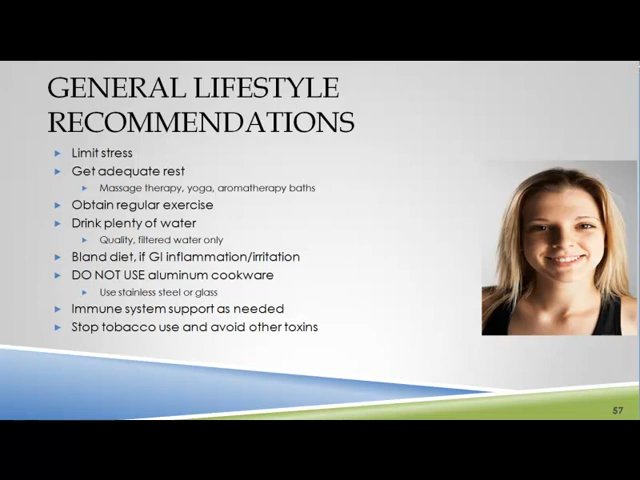 GENERAL LIFESTYLE
RECOMMENDATIONS
Limit stress
Get adequate rest
Massage therapy, yoga, aromatherapy baths
Obtain regular exercise
Drink plenty of water
Quality, filtered water only
Bland diet, if GI inflammation/irritation
DO NOT USE aluminum cookware
Use stainless steel or glass
Immune system support as needed
Stop tobacco use and avoid other toxins
57